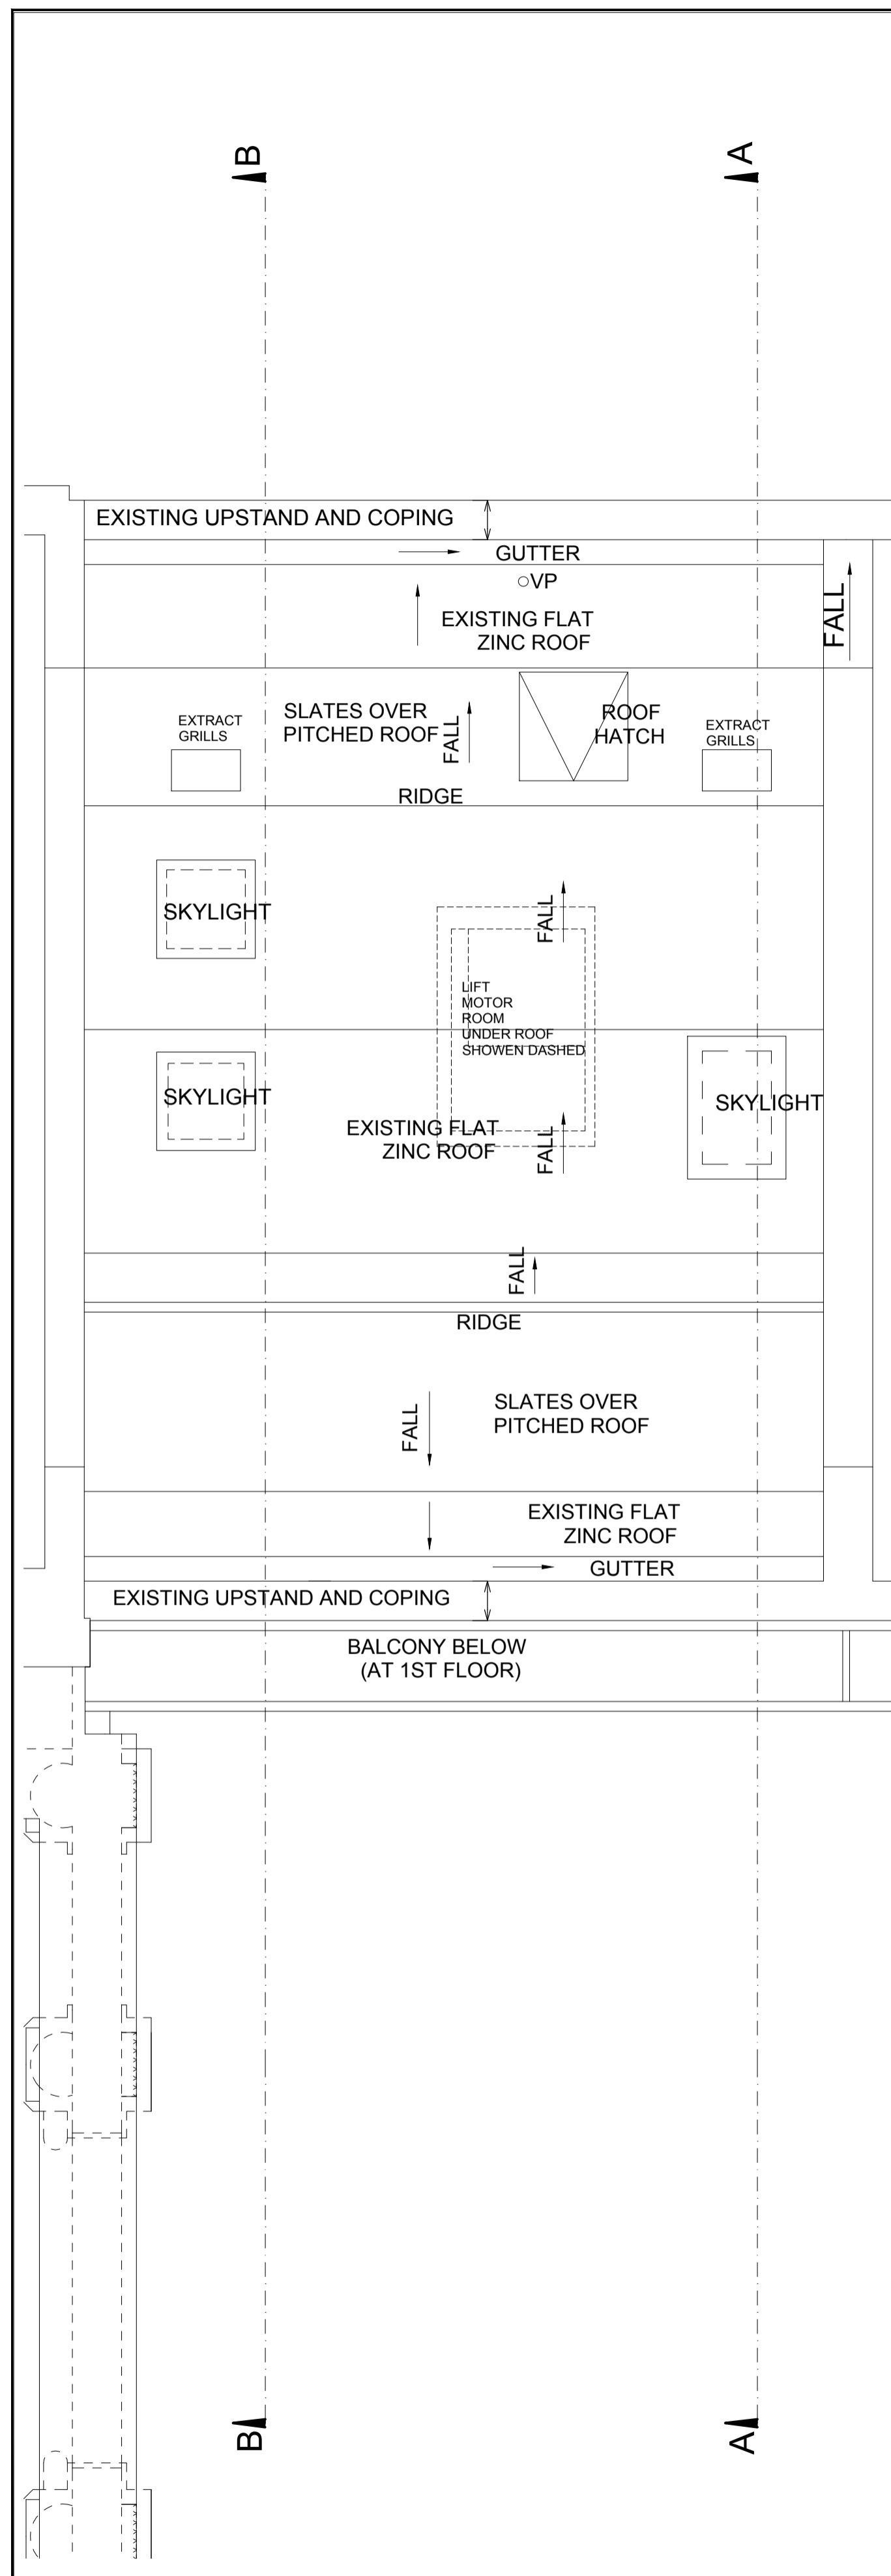 B
A
EXISTING UPSTAND AND COPING
GUTTER
VP
EXISTING FLAT
ZINC ROOF
FALL
SLATES OVER
PITCHED ROOF
FALL
ROOF
HATCH
EXTRACT
GRILLS
EXTRACT
GRILLS
RIDGE
SKYLIGHT
FALL
LIFT
MOTOR
ROOM
UNDER ROOF
SHOWEN DASHED
SKYLIGHT
SKYLIGHT
EXISTING FLAT
ZINC ROOF
FALL
FALL
RIDGE
SLATES OVER
PITCHED ROOF
FALL
EXISTING FLAT
ZINC ROOF
GUTTER
EXISTING UPSTAND AND COPING
BALCONY BELOW
(AT 1ST FLOOR)
B
A